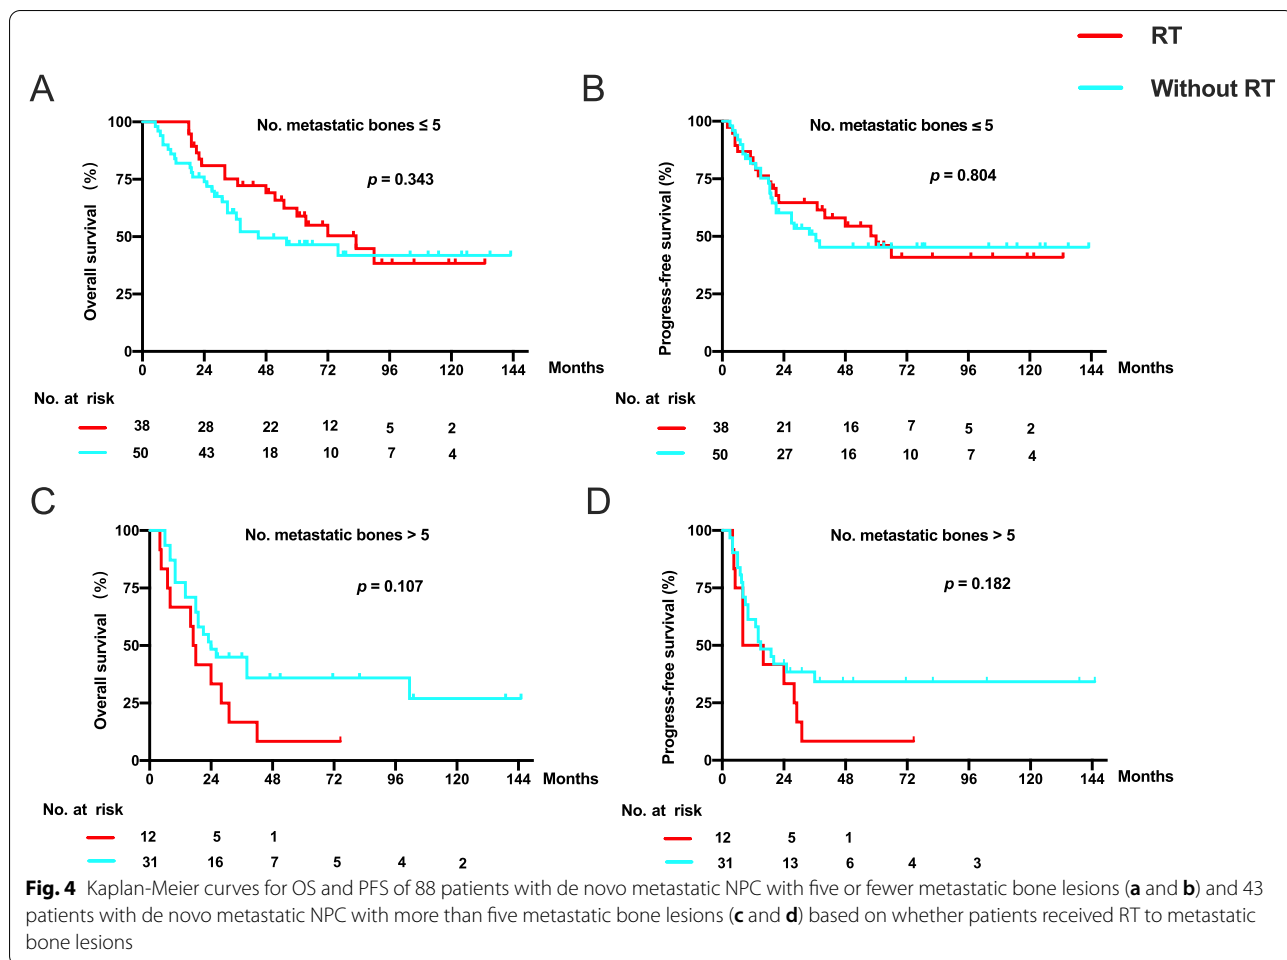 RT
Without RT
A
No. metastatic bones ≤ 5
p = 0.343
Overall survival (%)
100
75
50
25
0
0 24 48 72 96 120 144 Months
No. at risk
38 28 22 12 5 2
50 43 18 10 7 4
B
No. metastatic bones ≤ 5
p = 0.804
Progress-free survival (%)
100
75
50
25
0
0 24 48 72 96 120 144 Months
No. at risk
38 21 16 7 5 2
50 27 16 10 7 4
C
No. metastatic bones > 5
p = 0.107
Overall survival (%)
100
75
50
25
0
0 24 48 72 96 120 144 Months
No. at risk
12 5 1
31 16 7 5 4 2
D
No. metastatic bones > 5
p = 0.182
Progress-free survival (%)
100
75
50
25
0
0 24 48 72 96 120 144 Months
No. at risk
12 5 1
31 13 6 4 3
Fig. 4 Kaplan-Meier curves for OS and PFS of 88 patients with de novo metastatic NPC with five or fewer metastatic bone lesions (a and b) and 43
patients with de novo metastatic NPC with more than five metastatic bone lesions (c and d) based on whether patients received RT to metastatic
bone lesions